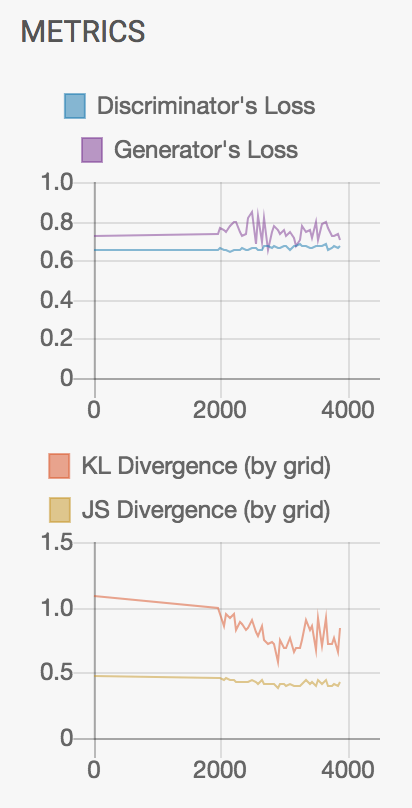 METRICS
Discriminator's Loss
Generator's Loss
1.0
0.8
0.6
0.4
0.2
0
0 2000 4000
KL Divergence (by grid)
JS Divergence (by grid)
1.5
1.0
0.5
0
0 2000 4000